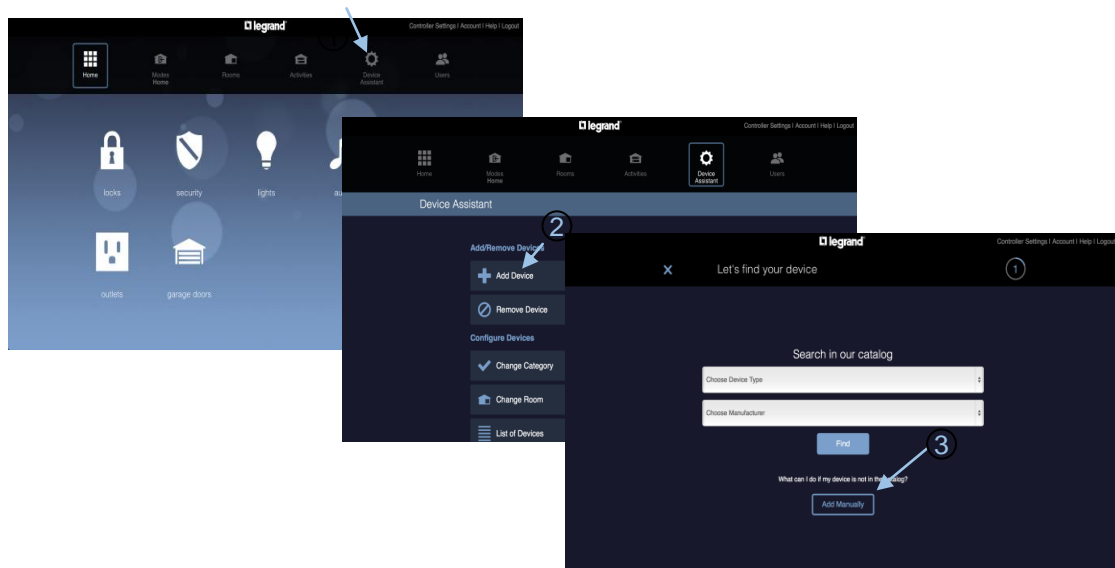 legrand
Controller Settings I Account I Help I Logout
1
Home
Modes
Home
Rooms
Activities
Device
Assistant
Users
locks
security
lights
au
outlets
garage doors
legrand
Controller Settings I Account I Help I Logout
Home
Modes
Home
Rooms
Activities
Device
Assistant
Users
Device Assistant
2
Add/Remove Devices
Add Device
Remove Device
Configure Devices
Change Category
Change Room
List of Devices
legrand
Controller Settings I Account I Help I Logout
x Let's find your device
1
Search in our catalog
Choose Device Type
Choose Manufacturer
Find
3
What can I do if my device is not in the catalog?
Add Manually